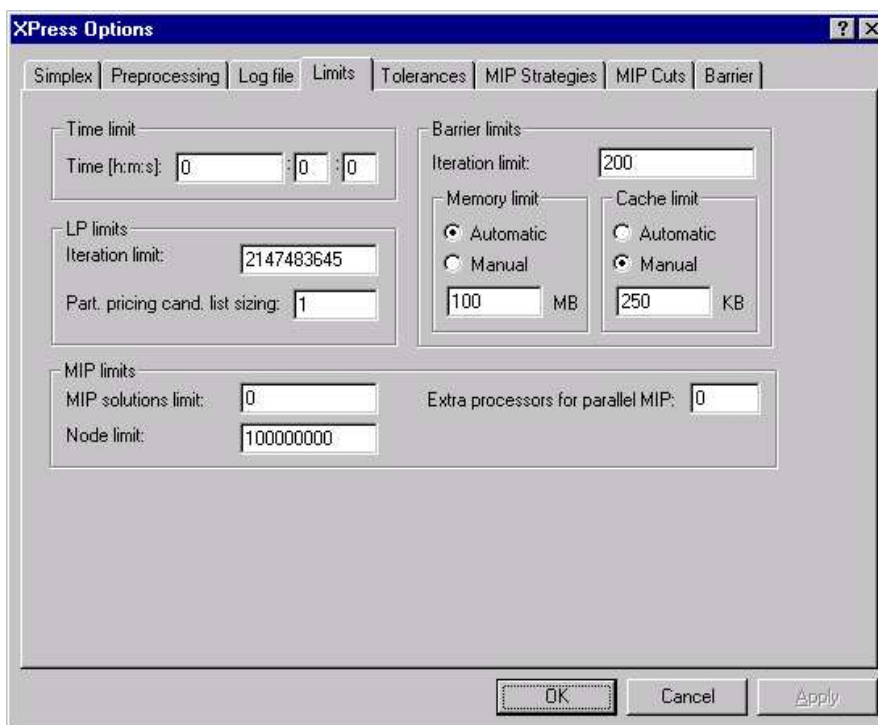 XPress Options
Simplex Preprocessing Log file Limits Tolerances MIP Strategies MIP Cuts Barrier
Time limit
Time [h:m:s]: 0 :0 :0
LP limits
Iteration limit: 2147483645
Part. pricing cand. list sizing: 1
Barrier limits
Iteration limit: 200
Memory limit
Automatic
Manual
100 MB
Cache limit
Automatic
Manual
250 KB
MIP limits
MIP solutions limit: 0
Extra processors for parallel MIP: 0
Node limit: 100000000
OK Cancel Apply